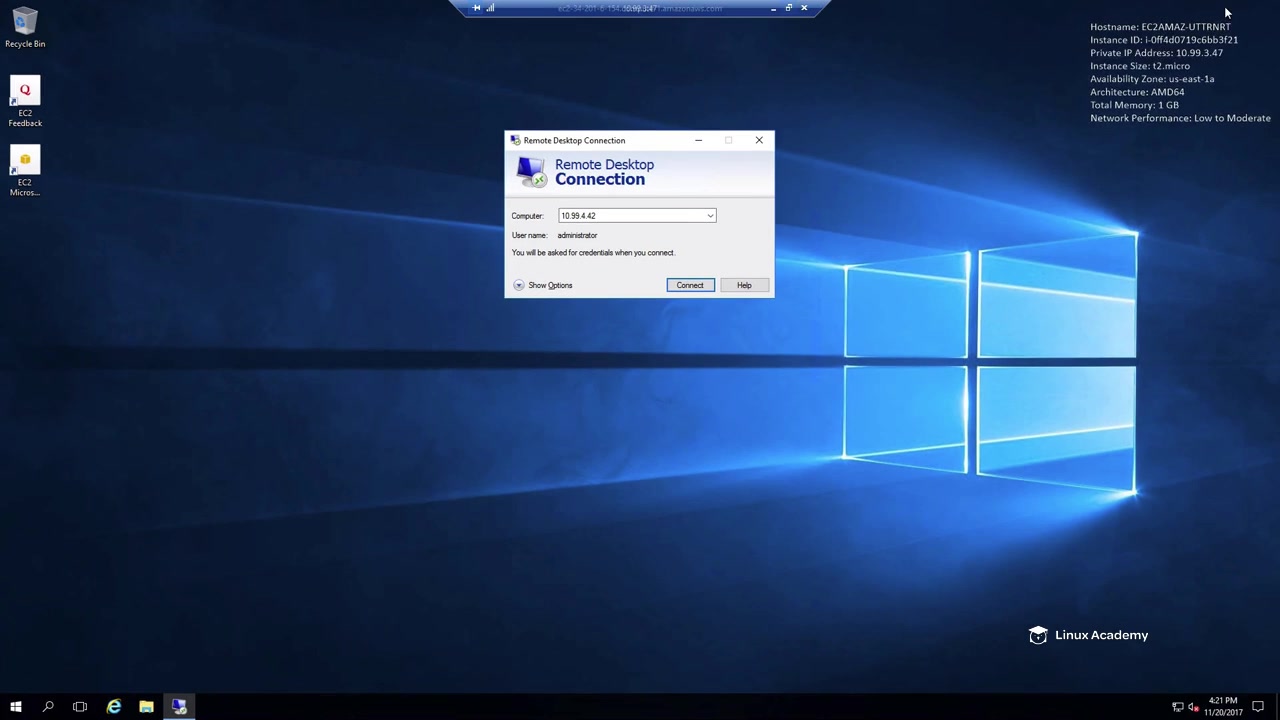 Recycle Bin
EC2
Feedback
EC2
Micros...
Hostname: EC2AMAZ-UTTRNRT
Instance ID: i-0ff4d0719c6bb3f21
Private IP Address: 10.99.3.47
Instance Size: t2.micro
Availability Zone: us-east-1a
Architecture: AMD64
Total Memory: 1 GB
Network Performance: Low to Moderate
Remote Desktop Connection
Remote Desktop
Connection
Computer: 10.99.4.42
User name: administrator
You will be asked for credentials when you connect.
Show Options Connect Help
Linux Academy
4:21 PM
11/20/2017